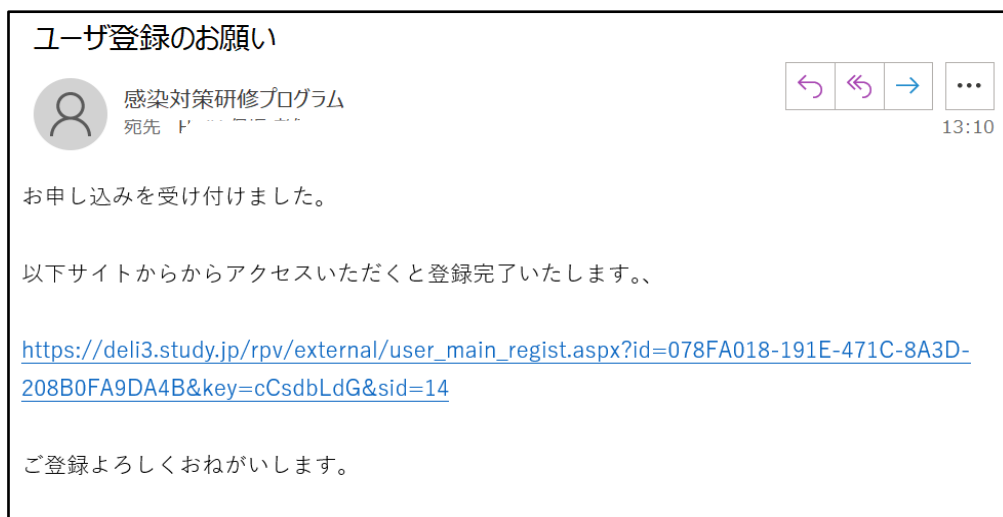 ユーザ登録のお願い
感染対策研修プログラム
宛先
13:10
お申し込みを受け付けました。
以下サイトからからアクセスいただくと登録完了いたします。、
https://deli3.study.jp/rpv/external/user_main_regist.aspx?id=078FA018-191E-471C-8A3D-
208B0FA9DA4B&key=cCsdbLdG&sid=14
ご登録よろしくおねがいします。